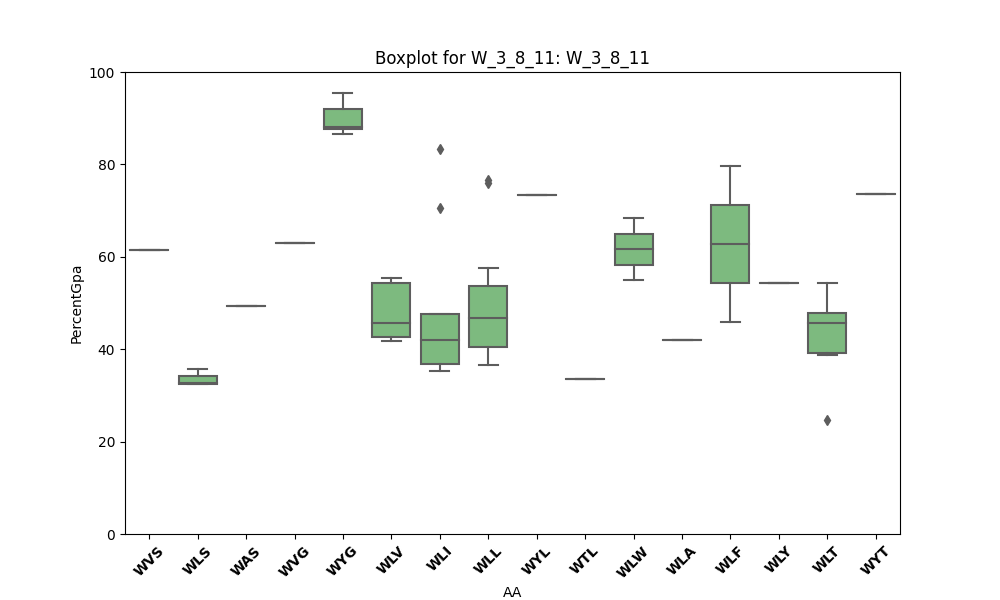 Boxplot for W_3_8_11: W_3_8_11
PercentGpa
100
80
60
40
20
0
WVS WLS WAS WVG WYG WLV WLI WLL WYL WTL WLW WLA WLF WLY WLT WYT
AA